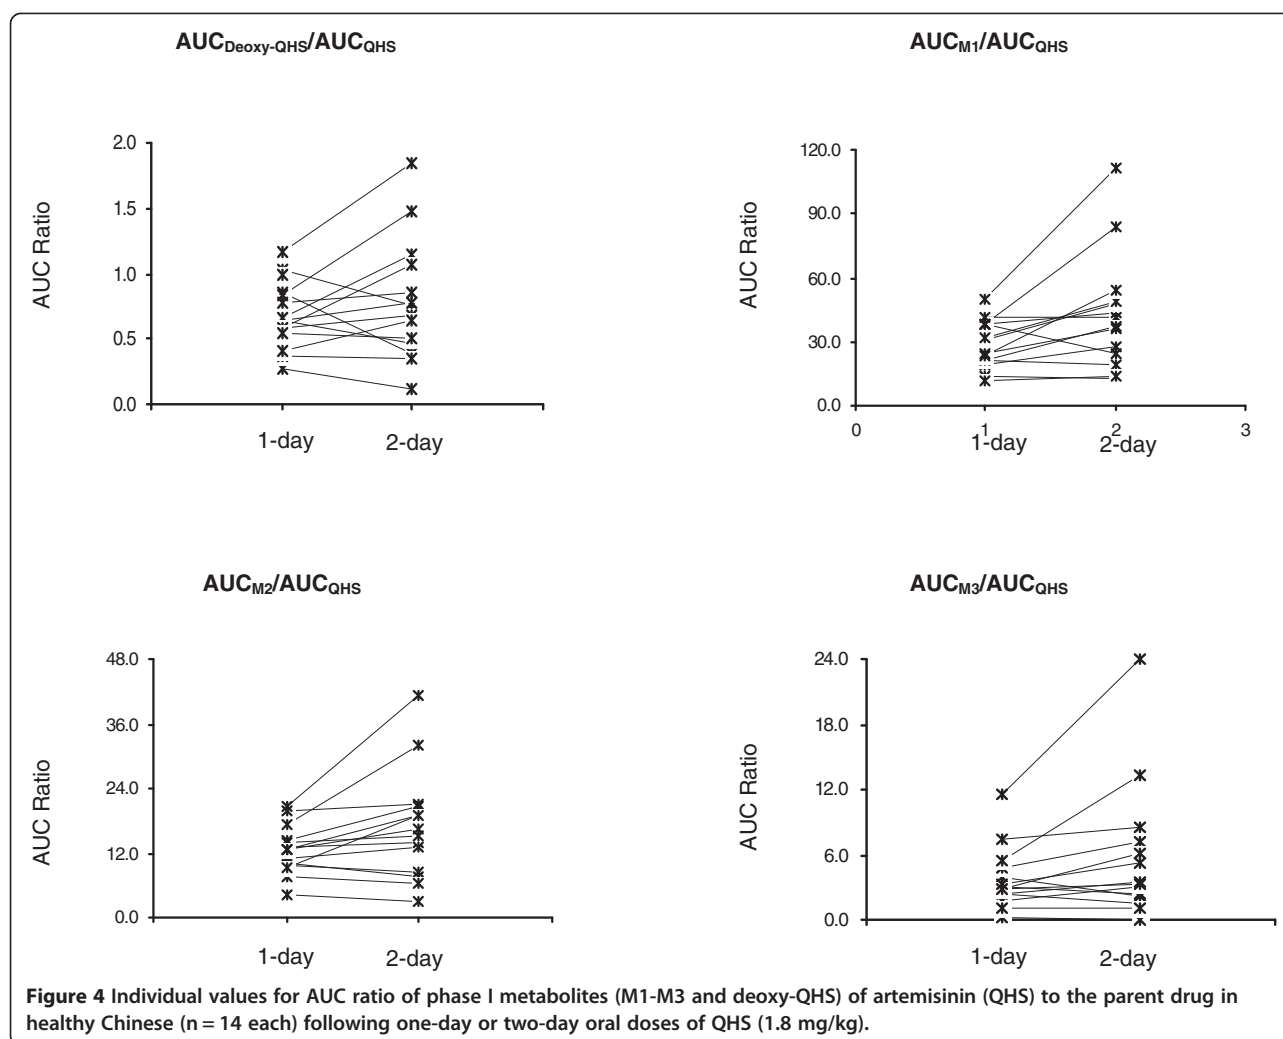 AUCDeoxy-QHS/AUCQHS
AUC Ratio
2.0
1.5
1.0
0.5
0.0
1-day 2-day
AUCM1/AUCQHS
AUC Ratio
120.0
90.0
60.0
30.0
0.0
0 1 2 3
1-day 2-day
AUCM2/AUCQHS
AUC Ratio
48.0
36.0
24.0
12.0
0.0
1-day 2-day
AUCM3/AUCQHS
AUC Ratio
24.0
18.0
12.0
6.0
0.0
1-day 2-day
Figure 4 Individual values for AUC ratio of phase I metabolites (M1-M3 and deoxy-QHS) of artemisinin (QHS) to the parent drug in
healthy Chinese (n = 14 each) following one-day or two-day oral doses of QHS (1.8 mg/kg).